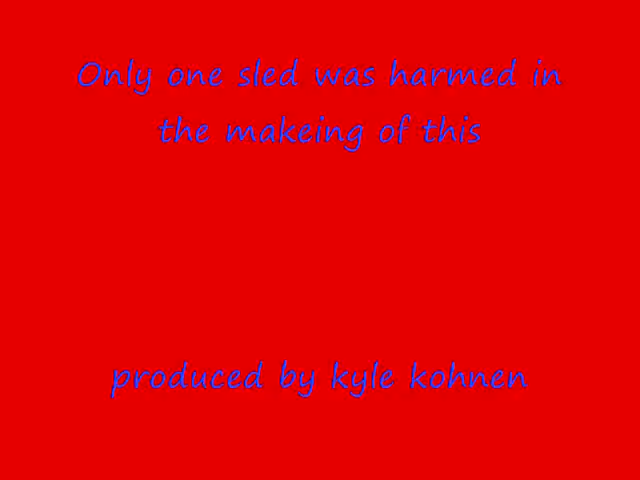 Only one sled was harmed in
the makeing of this
produced by kyle kohnen